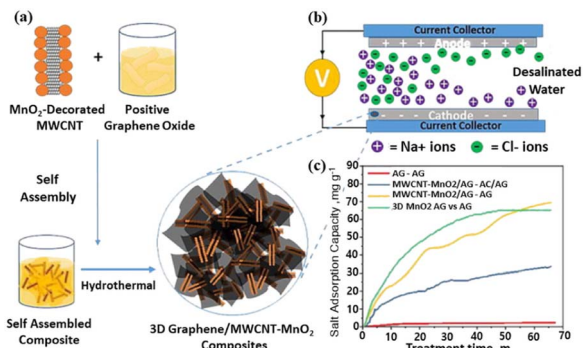 (a)
MnO2-Decorated
MWCNT
+
Positive
Graphene Oxide
Self
Assembly
Hydrothermal
Self Assembled
Composite
3D Graphene/MWCNT-MnO2
Composites
(b)
Current Collector
Anode
V
Desalinated
Water
Cathode
Current Collector
+ = Na+ ions
- = Cl- ions
(c)
AG - AG
MWCNT-MnO2/AG - AC/AG
MWCNT-MnO2/AG - AG
3D MnO2 AG vs AG
Salt Adsorption Capacity ,mg g-1
90
80
70
60
50
40
30
20
10
0
0 10 20 30 40 50 60 70
Treatment time, m